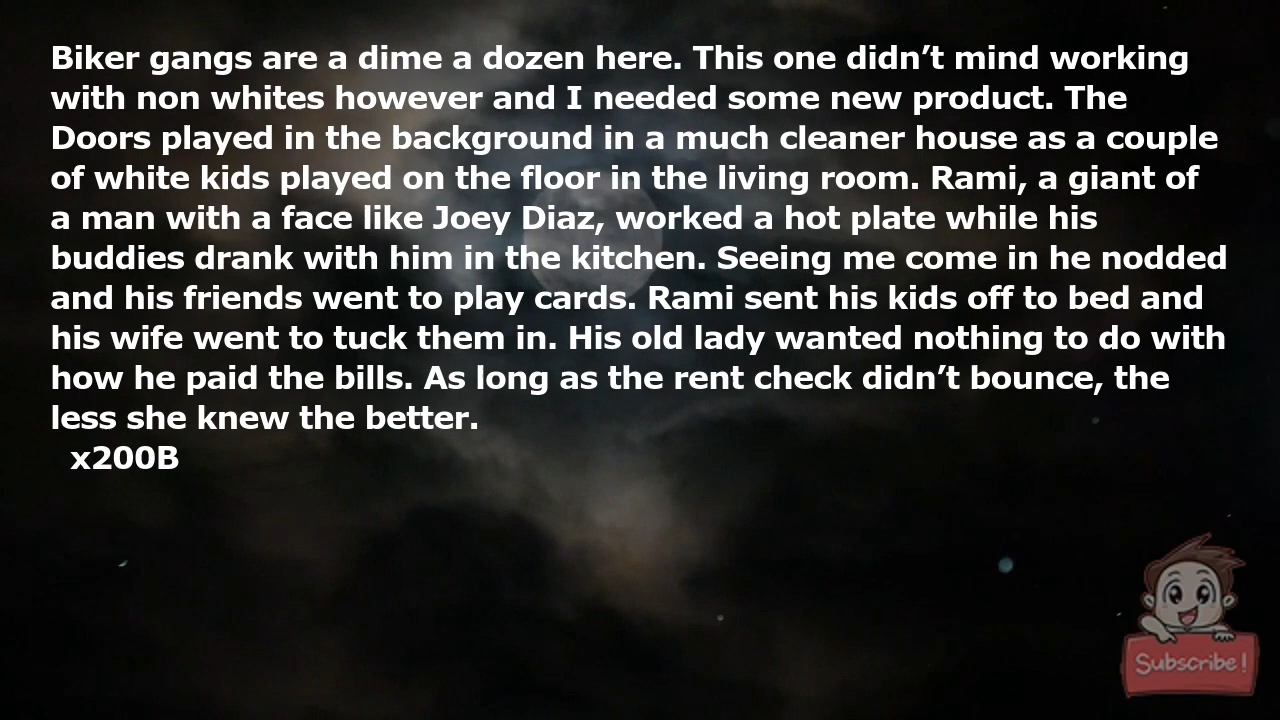 Biker gangs are a dime a dozen here. This one didn’t mind working
with non whites however and I needed some new product. The
Doors played in the background in a much cleaner house as a couple
of white kids played on the floor in the living room. Rami, a giant of
a man with a face like Joey Diaz, worked a hot plate while his
buddies drank with him in the kitchen. Seeing me come in he nodded
and his friends went to play cards. Rami sent his kids off to bed and
his wife went to tuck them in. His old lady wanted nothing to do with
how he paid the bills. As long as the rent check didn’t bounce, the
less she knew the better.
x200B
Subscribe!